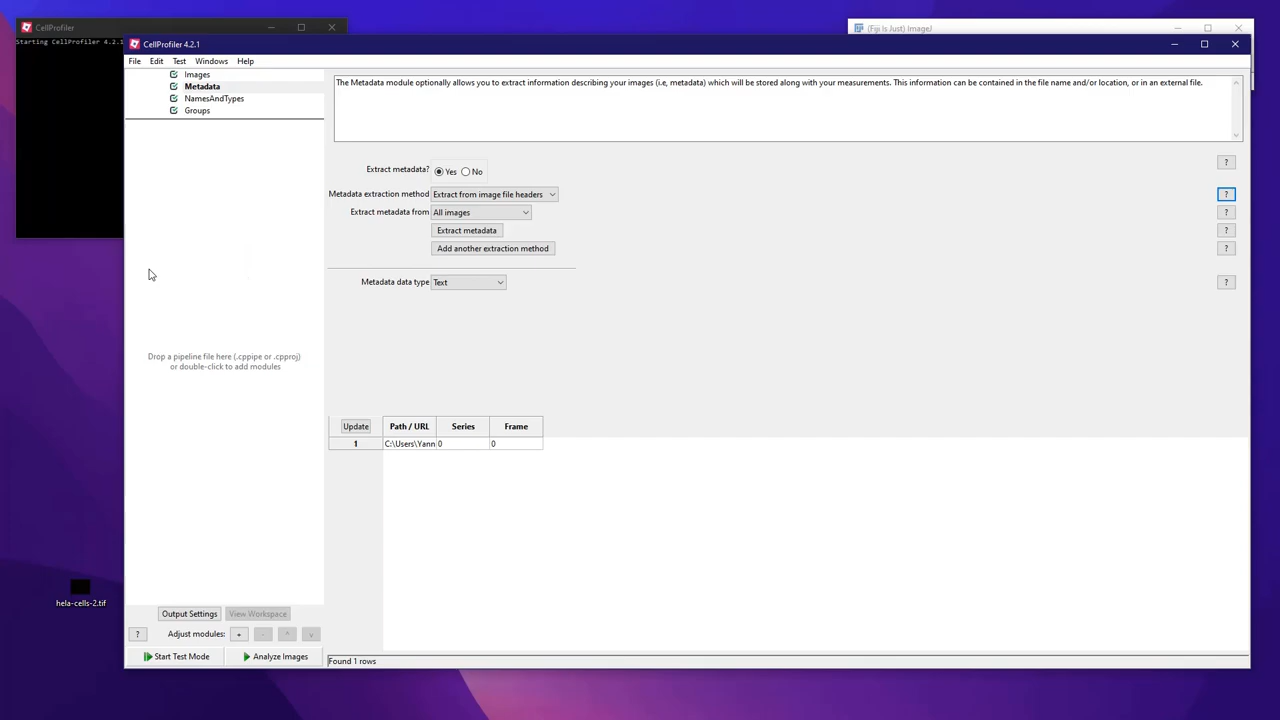 CellProfiler
Starting CellProfiler 4.2.1
(Fiji Is Just) ImageJ
CellProfiler 4.2.1
File Edit Test Windows Help
Images
Metadata
NamesAndTypes
Groups
The Metadata module optionally allows you to extract information describing your images (i.e, metadata) which will be stored along with your measurements. This information can be contained in the file name and/or location, or in an external file.
Extract metadata? Yes No ?
Metadata extraction method Extract from image file headers ?
Extract metadata from All images ?
Extract metadata ?
Add another extraction method ?
Metadata data type Text ?
Drop a pipeline file here (.cppipe or .cpproj)
or double-click to add modules
Update Path / URL Series Frame
1 C:\Users\Yann 0 0
hela-cells-2.tif
Output Settings View Workspace
? Adjust modules: + - ^ v
Start Test Mode Analyze Images
Found 1 rows